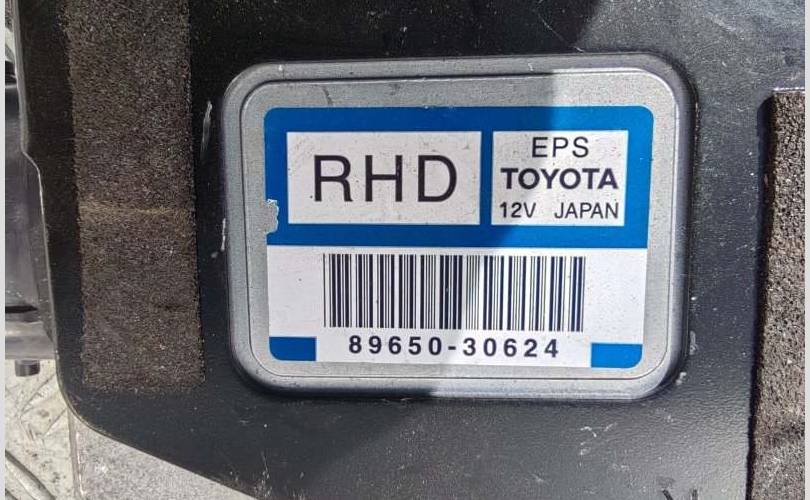 RHD
EPS
TOYOTA
12V JAPAN
89650-30624